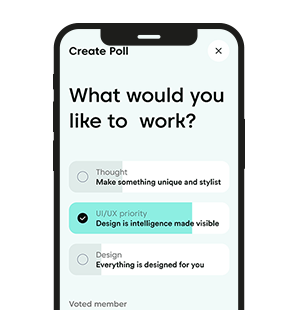 Create Poll
What would you
like to work?
Thought
Make something unique and stylist
UI/UX priority
Design is intelligence made visible
Design
Everything is designed for you
Voted member